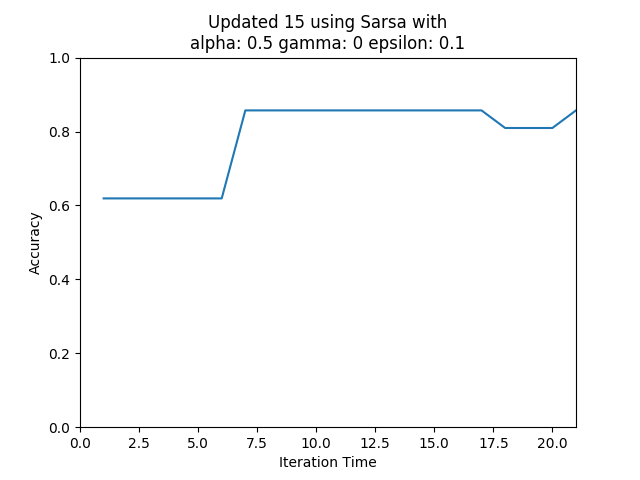 Updated 15 using Sarsa with
alpha: 0.5 gamma: 0 epsilon: 0.1
1.0
0.8
0.6
0.4
0.2
0.0
Accuracy
0.0 2.5 5.0 7.5 10.0 12.5 15.0 17.5 20.0
Iteration Time